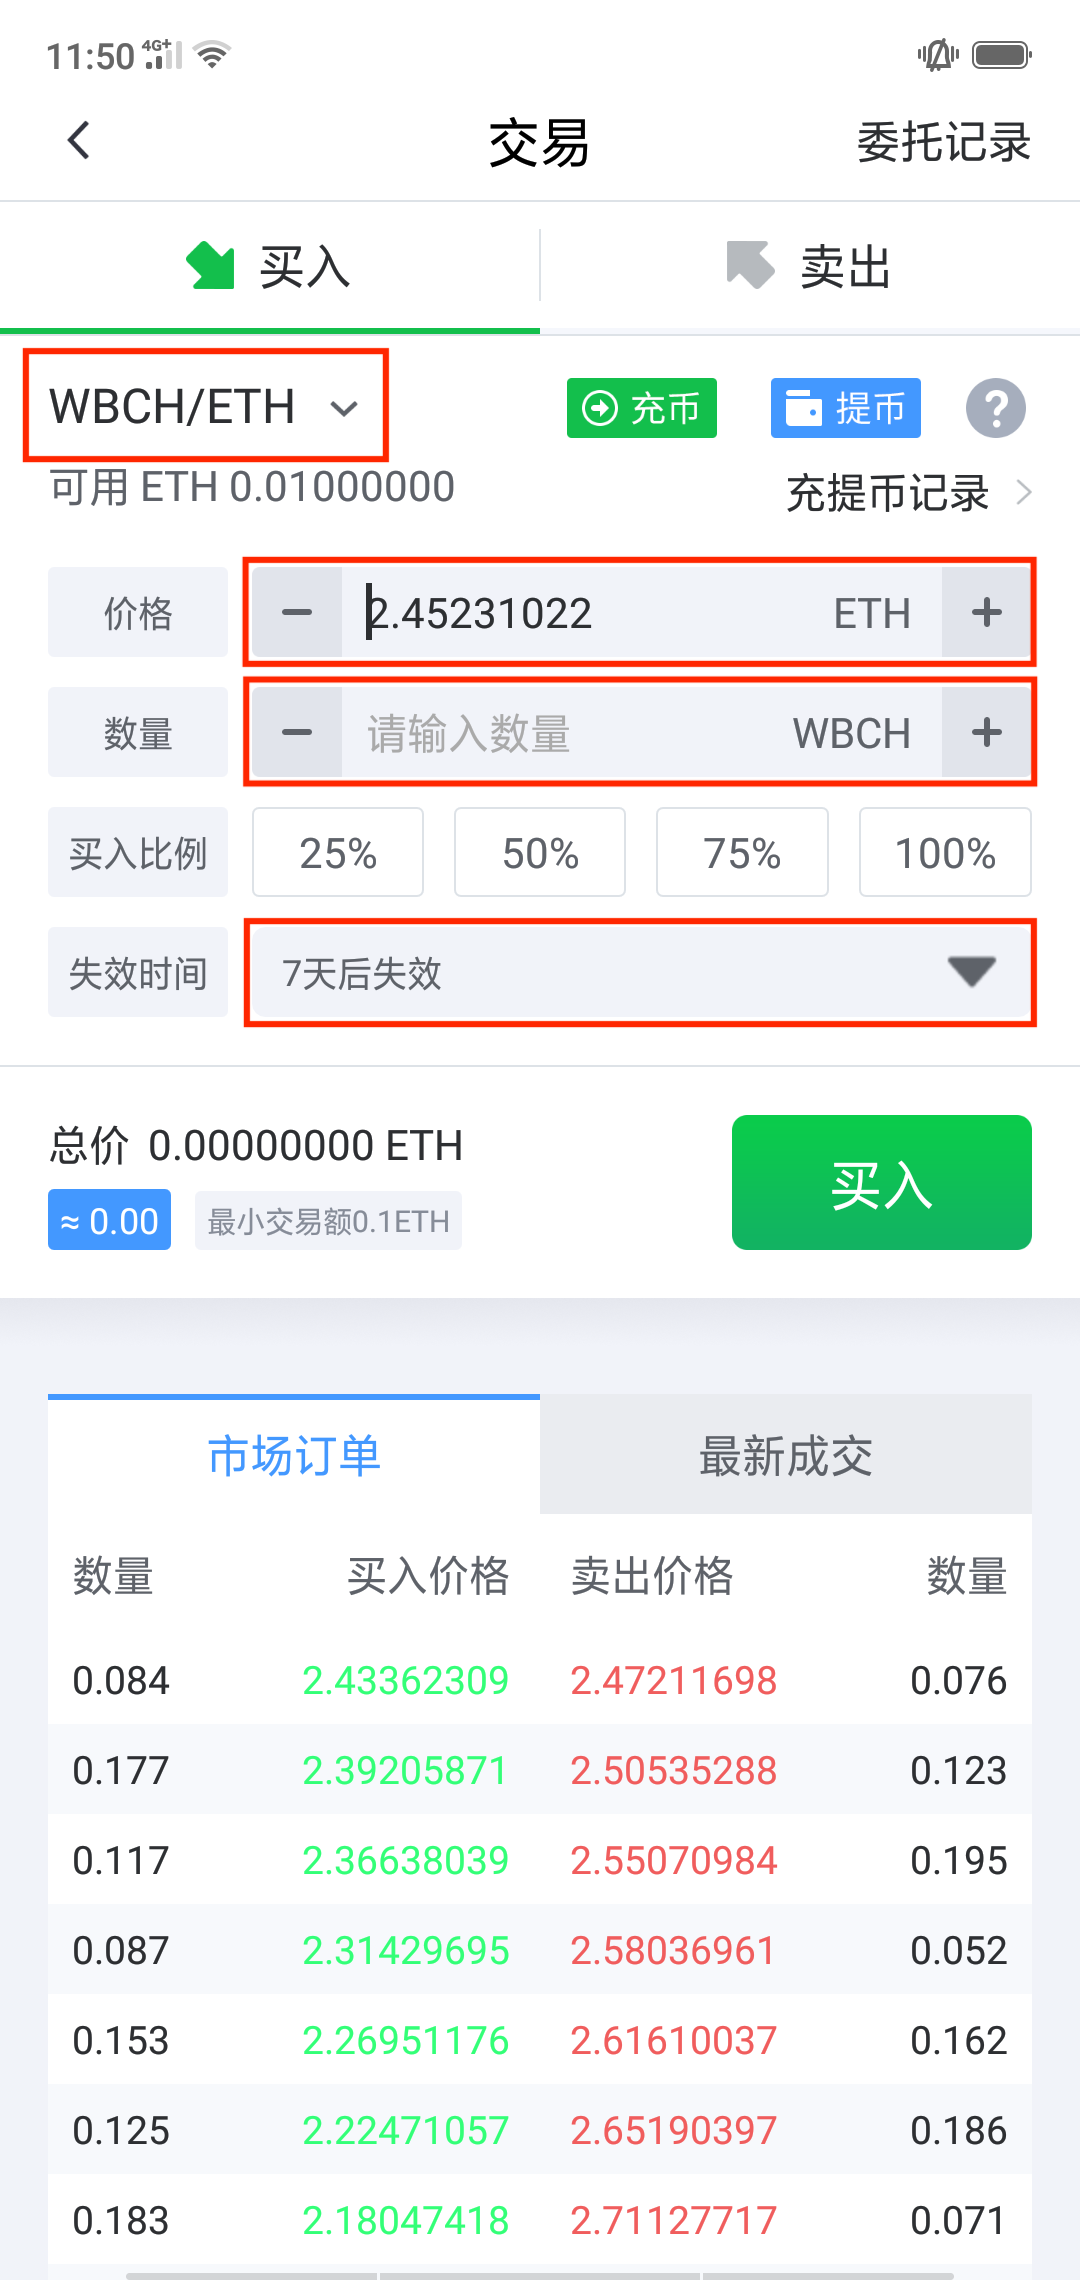 11:50 4G+
交易 委托记录
买入 卖出
WBCH/ETH 充币 提币 ?
可用 ETH 0.01000000 充提币记录
价格 2.45231022 ETH
数量 请输入数量 WBCH
买入比例 25% 50% 75% 100%
失效时间 7天后失效
总价 0.00000000 ETH
≈ 0.00 最小交易额0.1ETH 买入
市场订单 最新成交
数量 买入价格 卖出价格 数量
0.084 2.43362309 2.47211698 0.076
0.177 2.39205871 2.50535288 0.123
0.117 2.36638039 2.55070984 0.195
0.087 2.31429695 2.58036961 0.052
0.153 2.26951176 2.61610037 0.162
0.125 2.22471057 2.65190397 0.186
0.183 2.18047418 2.71127717 0.071